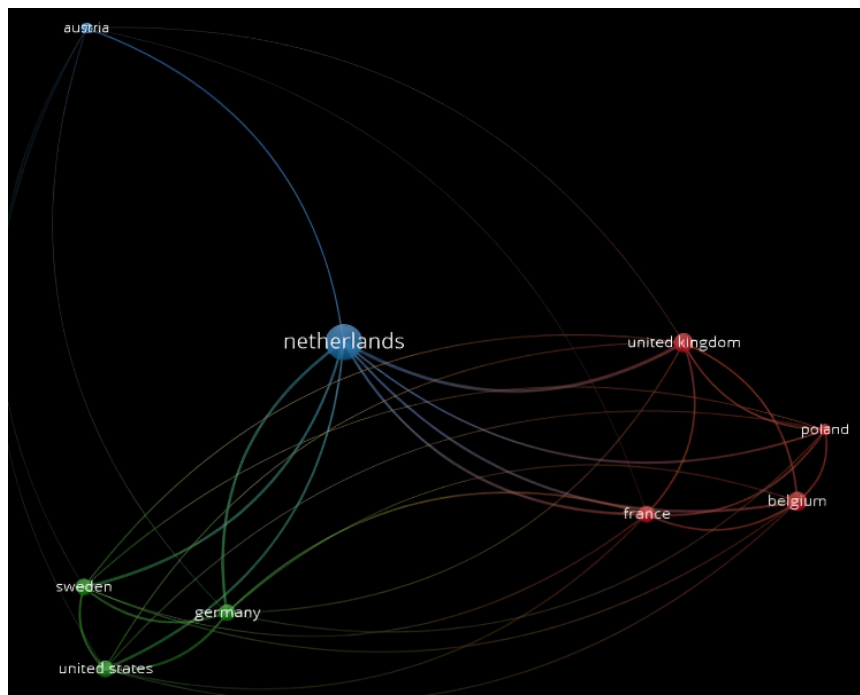 austria
netherlands
united kingdom
poland
belgium
france
sweden
germany
united states